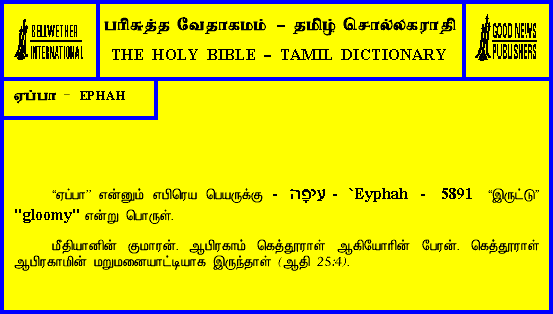 BELLWETHER
INTERNATIONAL
பரிசுத்த வேதாகமம் – தமிழ் சொல்லகராதி
THE HOLY BIBLE – TAMIL DICTIONARY
GOOD NEWS
PUBLISHERS
ஏப்பா – EPHAH
“ஏப்பா” என்னும் எபிரெய பெயருக்கு - עֵיפָה - `Eyphah - 5891 “இருட்டு”
"gloomy" என்று பொருள்.
மீதியானின் குமாரன். ஆபிரகாம் கெத்தூராள் ஆகியோரின் பேரன். கெத்தூராள்
ஆபிரகாமின் மறுமனையாட்டியாக இருந்தாள் (ஆதி 25:4).